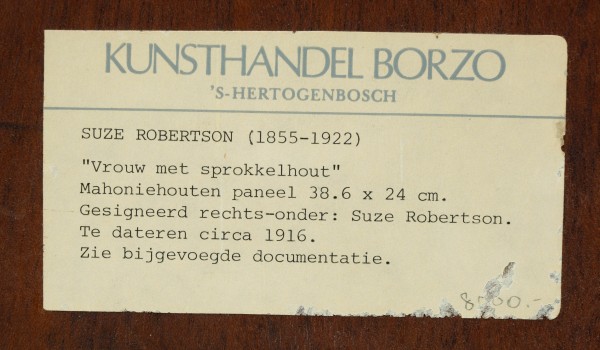 KUNSTHANDEL BORZO
'S-HERTOGENBOSCH
SUZE ROBERTSON (1855-1922)
"Vrouw met sprokkelhout"
Mahoniehouten paneel 38.6 x 24 cm.
Gesigneerd rechts-onder: Suze Robertson.
Te dateren circa 1916.
Zie bijgevoegde documentatie.